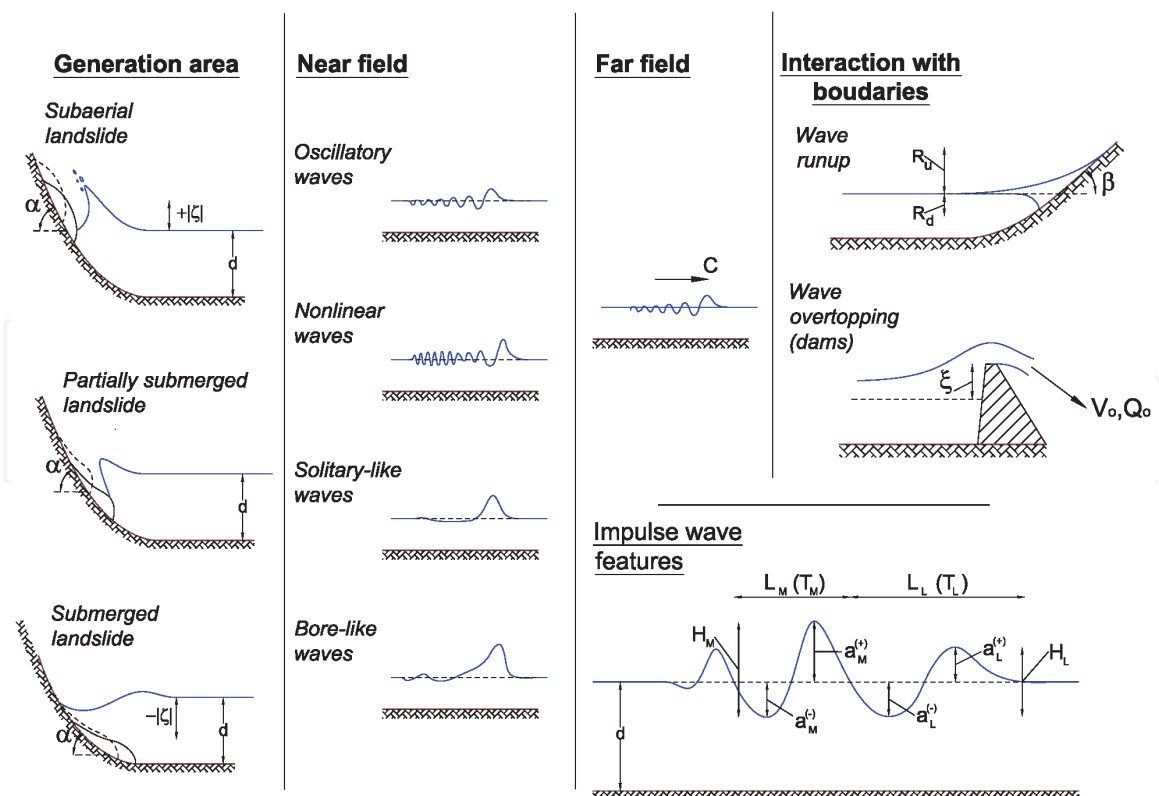 Generation area
Subaerial
landslide
α
+|ζ|
d
Partially submerged
landslide
α
d
Submerged
landslide
α
−|ζ|
d
Near field
Oscillatory
waves
Nonlinear
waves
Solitary-like
waves
Bore-like
waves
Far field
C
Interaction with
boudaries
Wave
runup
Ru
Rd
β
Wave
overtopping
(dams)
ξ
Vo,Qo
Impulse wave
features
LM (TM)
LL (TL)
HM
aM(+)
aL(+)
HL
aM(-)
aL(-)
d